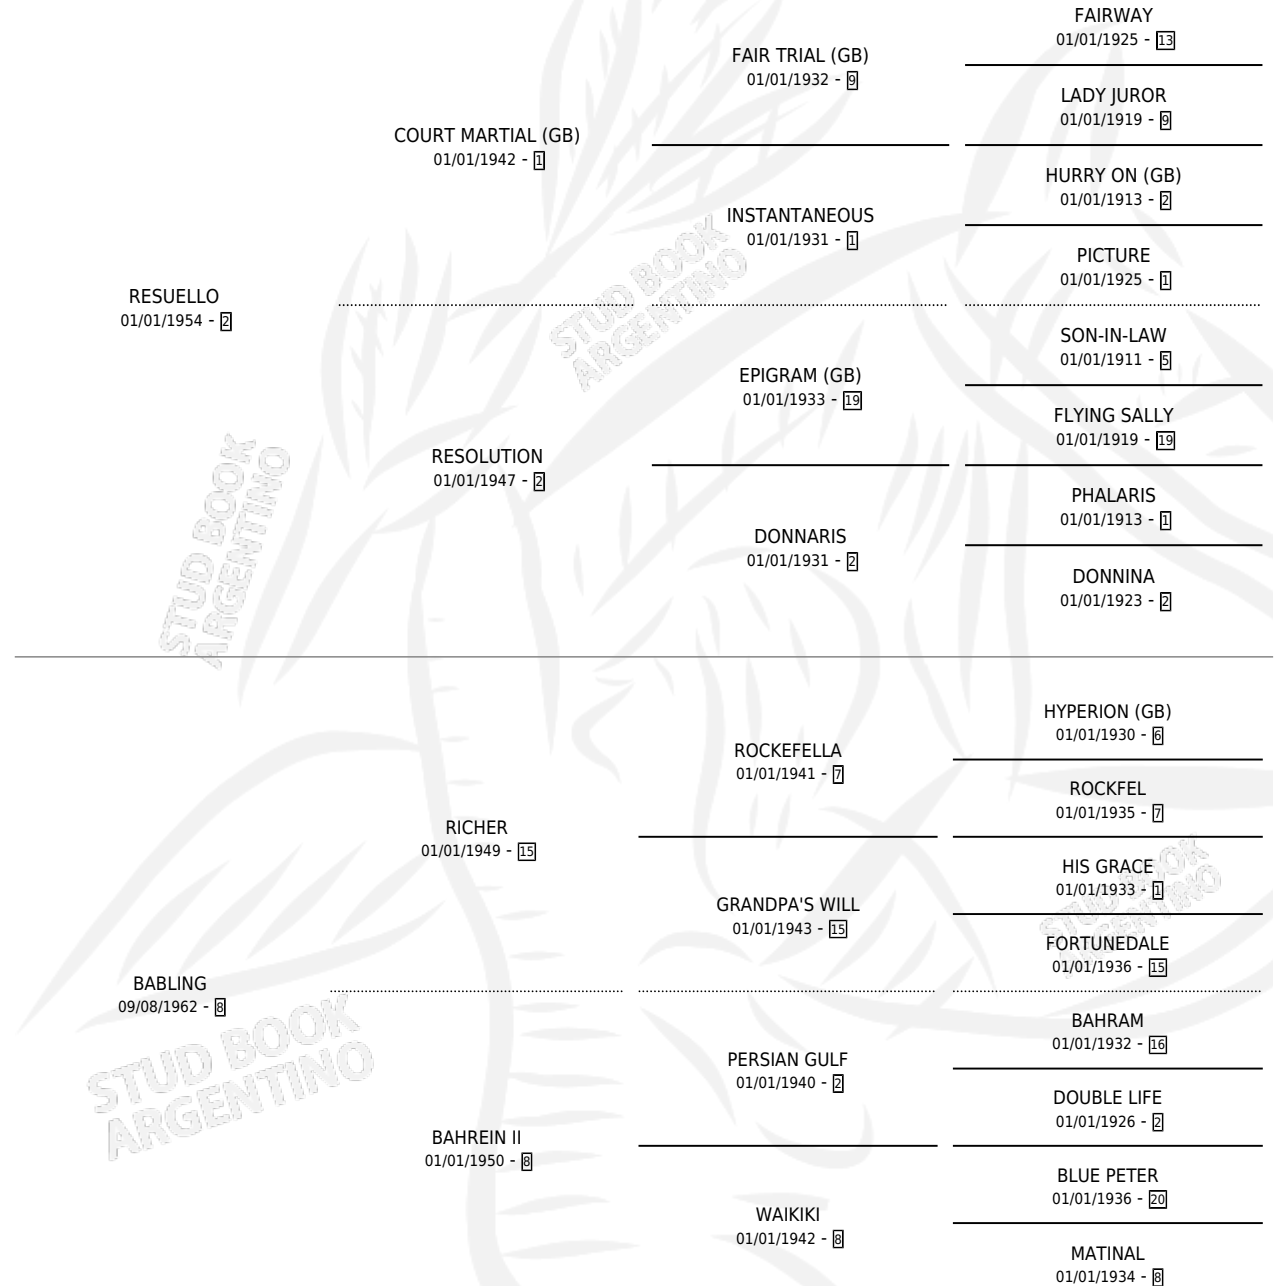 FAIRWAY
01/01/1925 - 13
FAIR TRIAL (GB)
01/01/1932 - 9
LADY JUROR
01/01/1919 - 9
COURT MARTIAL (GB)
01/01/1942 - 1
HURRY ON (GB)
01/01/1913 - 2
INSTANTANEOUS
01/01/1931 - 1
PICTURE
01/01/1925 - 1
RESUELLO
01/01/1954 - 2
SON-IN-LAW
01/01/1911 - 5
EPIGRAM (GB)
01/01/1933 - 19
FLYING SALLY
01/01/1919 - 19
RESOLUTION
01/01/1947 - 2
PHALARIS
01/01/1913 - 1
DONNARIS
01/01/1931 - 2
DONNINA
01/01/1923 - 2
HYPERION (GB)
01/01/1930 - 6
ROCKEFELLA
01/01/1941 - 7
ROCKFEL
01/01/1935 - 7
RICHER
01/01/1949 - 15
HIS GRACE
01/01/1933 - 1
GRANDPA'S WILL
01/01/1943 - 15
FORTUNEDALE
01/01/1936 - 15
BABLING
09/08/1962 - 8
BAHRAM
01/01/1932 - 16
PERSIAN GULF
01/01/1940 - 2
DOUBLE LIFE
01/01/1926 - 2
BAHREIN II
01/01/1950 - 8
BLUE PETER
01/01/1936 - 20
WAIKIKI
01/01/1942 - 8
MATINAL
01/01/1934 - 8
STUD BOOK
ARGENTINO
STUD BOOK
ARGENTINO
STUD BOOK
ARGENTINO
STUD BOOK
ARGENTINO